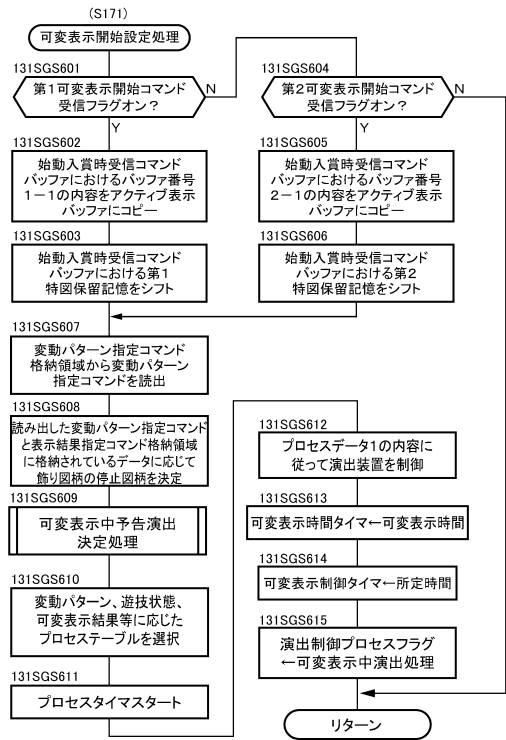 (S171)
可変表示開始設定処理
131SGS601
第1可変表示開始コマンド
受信フラグオン？
N
Y
131SGS602
始動入賞時受信コマンド
バッファにおけるバッファ番号
1－1の内容をアクティブ表示
バッファにコピー
131SGS603
始動入賞時受信コマンド
バッファにおける第1
特図保留記憶をシフト
131SGS604
第2可変表示開始コマンド
受信フラグオン？
N
Y
131SGS605
始動入賞時受信コマンド
バッファにおけるバッファ番号
2－1の内容をアクティブ表示
バッファにコピー
131SGS606
始動入賞時受信コマンド
バッファにおける第2
特図保留記憶をシフト
131SGS607
変動パターン指定コマンド
格納領域から変動パターン
指定コマンドを読出
131SGS608
読み出した変動パターン指定コマンド
と表示結果指定コマンド格納領域
に格納されているデータに応じて
飾り図柄の停止図柄を決定
131SGS609
可変表示中予告演出
決定処理
131SGS610
変動パターン、遊技状態、
可変表示結果等に応じた
プロセステーブルを選択
131SGS611
プロセスタイマスタート
131SGS612
プロセスデータ1の内容に
従って演出装置を制御
131SGS613
可変表示時間タイマ←可変表示時間
131SGS614
可変表示制御タイマ←所定時間
131SGS615
演出制御プロセスフラグ
←可変表示中演出処理
リターン